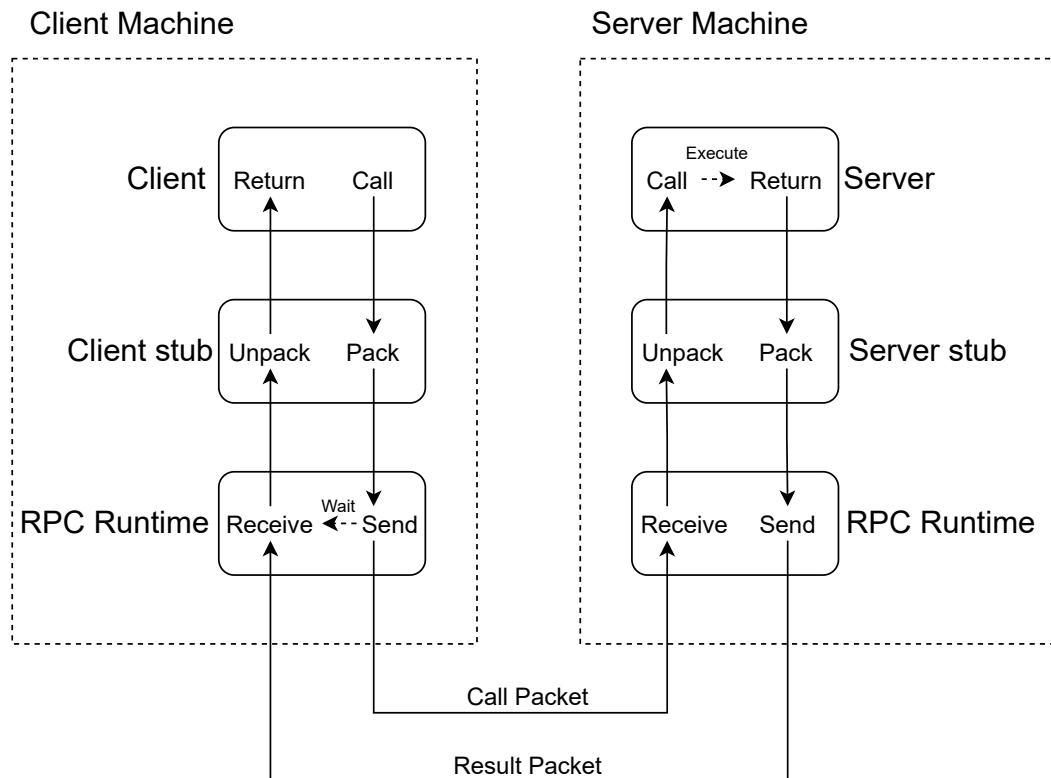 Client Machine
Server Machine
Client
Return
Call
Execute
Call
Return
Server
Client stub
Unpack
Pack
Unpack
Pack
Server stub
RPC Runtime
Receive
Wait
Send
Receive
Send
RPC Runtime
Call Packet
Result Packet